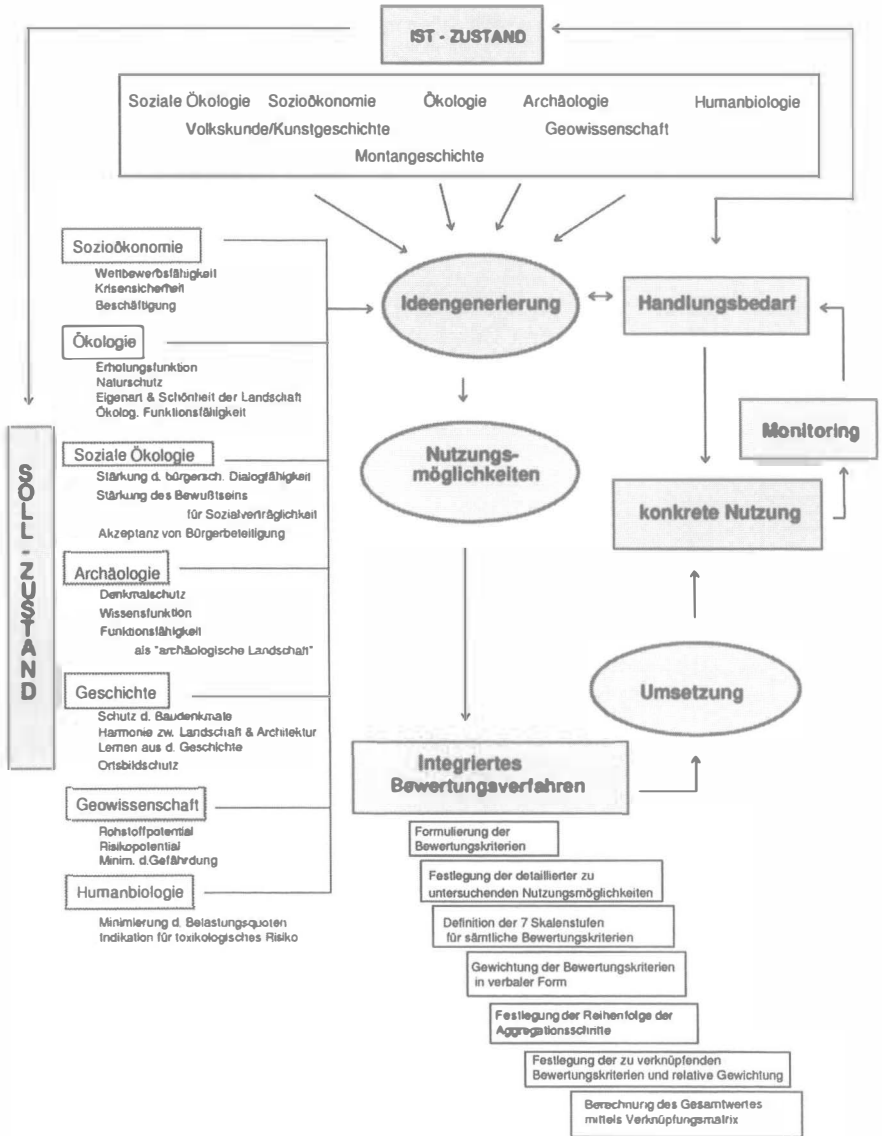 IST - ZUSTAND
Soziale Ökologie Sozioökonomie Ökologie Archäologie Humanbiologie
Volkskunde/Kunstgeschichte Geowissenschaft
Montangeschichte
Sozioökonomie
Wettbewerbsfähigkeit
Krisensicherheit
Beschäftigung
Ökologie
Erholungsfunktion
Naturschutz
Eigenart & Schönheit der Landschaft
Ökolog. Funktionsfähigkeit
Soziale Ökologie
Stärkung d. bürgersch. Dialogfähigkeit
Stärkung des Bewußtseins
für Sozialverträglichkeit
Akzeptanz von Bürgerbeteiligung
Archäologie
Denkmalschutz
Wissensfunktion
Funktionsfähigkeit
als "archäologische Landschaft"
Geschichte
Schutz d. Baudenkmale
Harmonie zw. Landschaft & Architektur
Lernen aus d. Geschichte
Ortsbildschutz
Geowissenschaft
Rohstoffpotential
Risikopotential
Minim. d.Gefährdung
Humanbiologie
Minimierung d. Belastungsquoten
Indikation für toxikologisches Risiko
SOLL - ZUSTAND
Ideengenerierung
Handlungsbedarf
Nutzungs-
möglichkeiten
Monitoring
konkrete Nutzung
Umsetzung
Integriertes
Bewertungsverfahren
Formulierung der
Bewertungskriterien
Festlegung der detaillierter zu
untersuchenden Nutzungsmöglichkeiten
Definition der 7 Skalenstufen
für sämtliche Bewertungskriterien
Gewichtung der Bewertungskriterien
in verbaler Form
Festlegung der Reihenfolge der
Aggregationsschritte
Festlegung der zu verknüpfenden
Bewertungskriterien und relative Gewichtung
Berechnung des Gesamtwertes
mittels Verknüpfungsmatrix